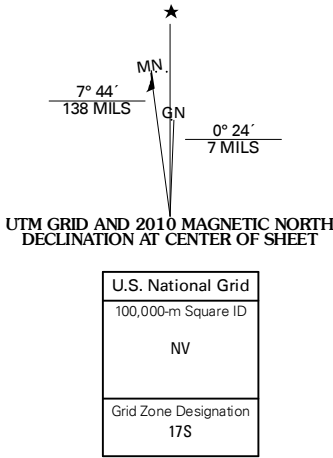 ★
M.N.
GN
7° 44´
138 MILS
0° 24´
7 MILS
UTM GRID AND 2010 MAGNETIC NORTH
DECLINATION AT CENTER OF SHEET
U.S. National Grid
100,000-m Square ID
NV
Grid Zone Designation
17S